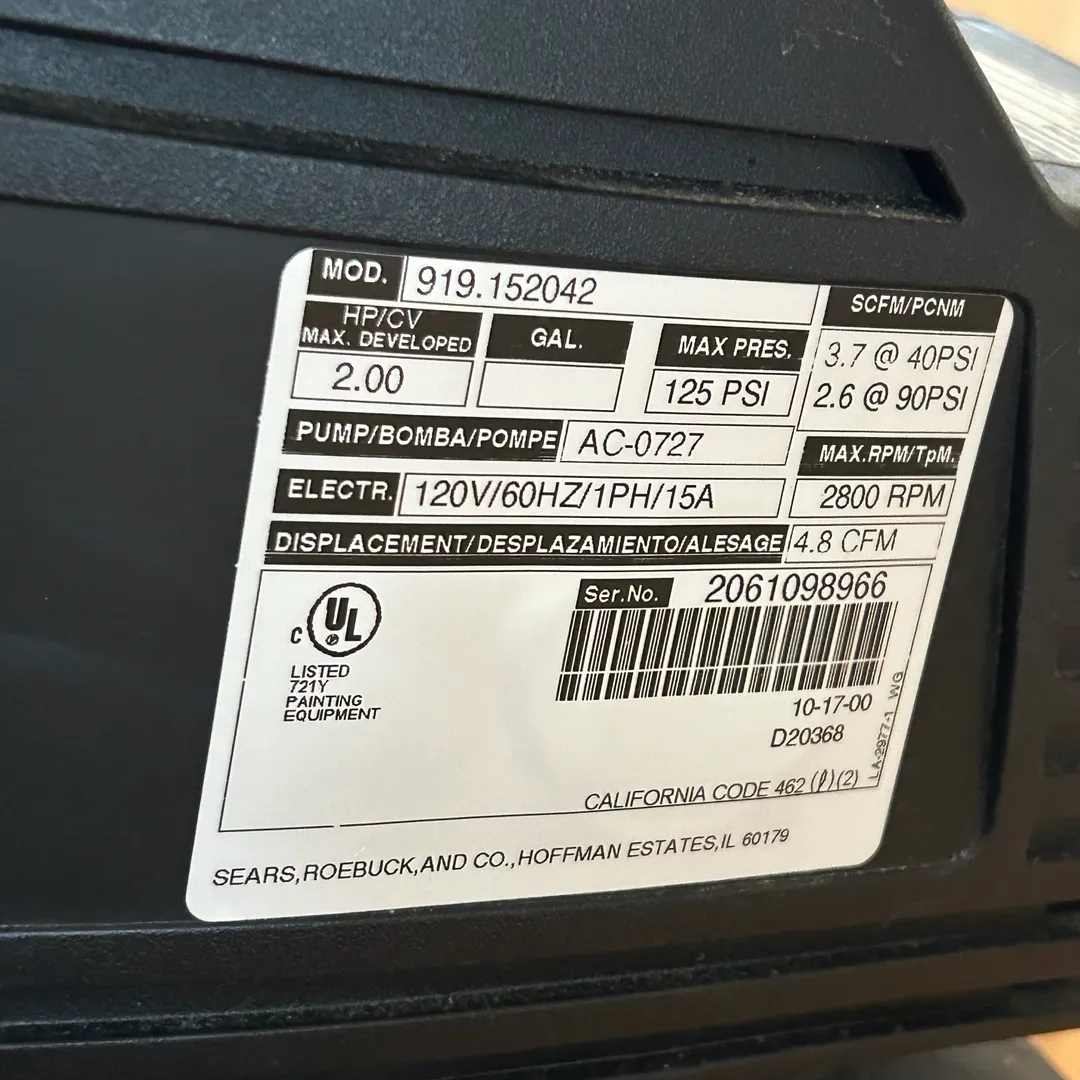 MOD. 919.152042
SCFM/PCNM
3.7 @ 40PSI
2.6 @ 90PSI
HP/CV
MAX. DEVELOPED
2.00
GAL.
MAX PRES.
125 PSI
PUMP/BOMBA/POMPE AC-0727
MAX.RPM/TpM.
2800 RPM
ELECTR. 120V/60HZ/1PH/15A
DISPLACEMENT/DESPLAZAMIENTO/ALESAGE 4.8 CFM
C UL
LISTED
721Y
PAINTING
EQUIPMENT
Ser.No. 2061098966
10-17-00
D20368
LA-2977-1 WG
CALIFORNIA CODE 462 (l)(2)
SEARS,ROEBUCK,AND CO.,HOFFMAN ESTATES,IL 60179